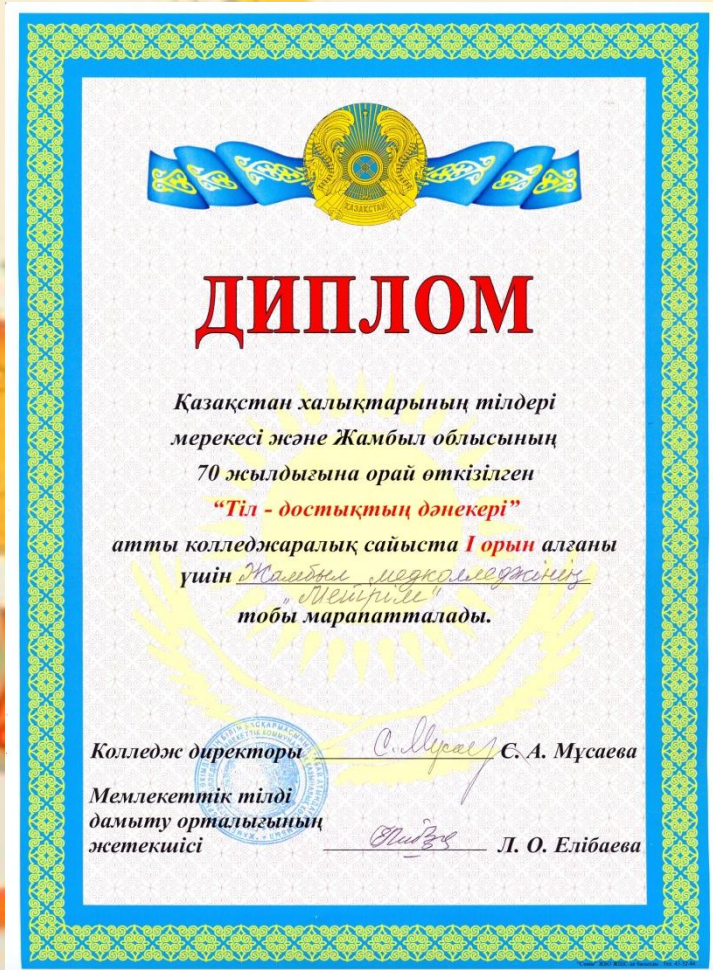 ҚАЗАҚСТАН
ДИПЛОМ
Қазақстан халықтарының тілдері
мерекесі және Жамбыл облысының
70 жылдығына орай өткізілген
“Тіл - достықтың дәнекері”
атты колледжаралық сайыста I орын алғаны
үшін Жамбыл медколледжінің
"Мейірім"
тобы марапатталады.
Колледж директоры С. А. Мұсаева
Мемлекеттік тілді
дамыту орталығының
жетекшісі Л. О. Елібаева